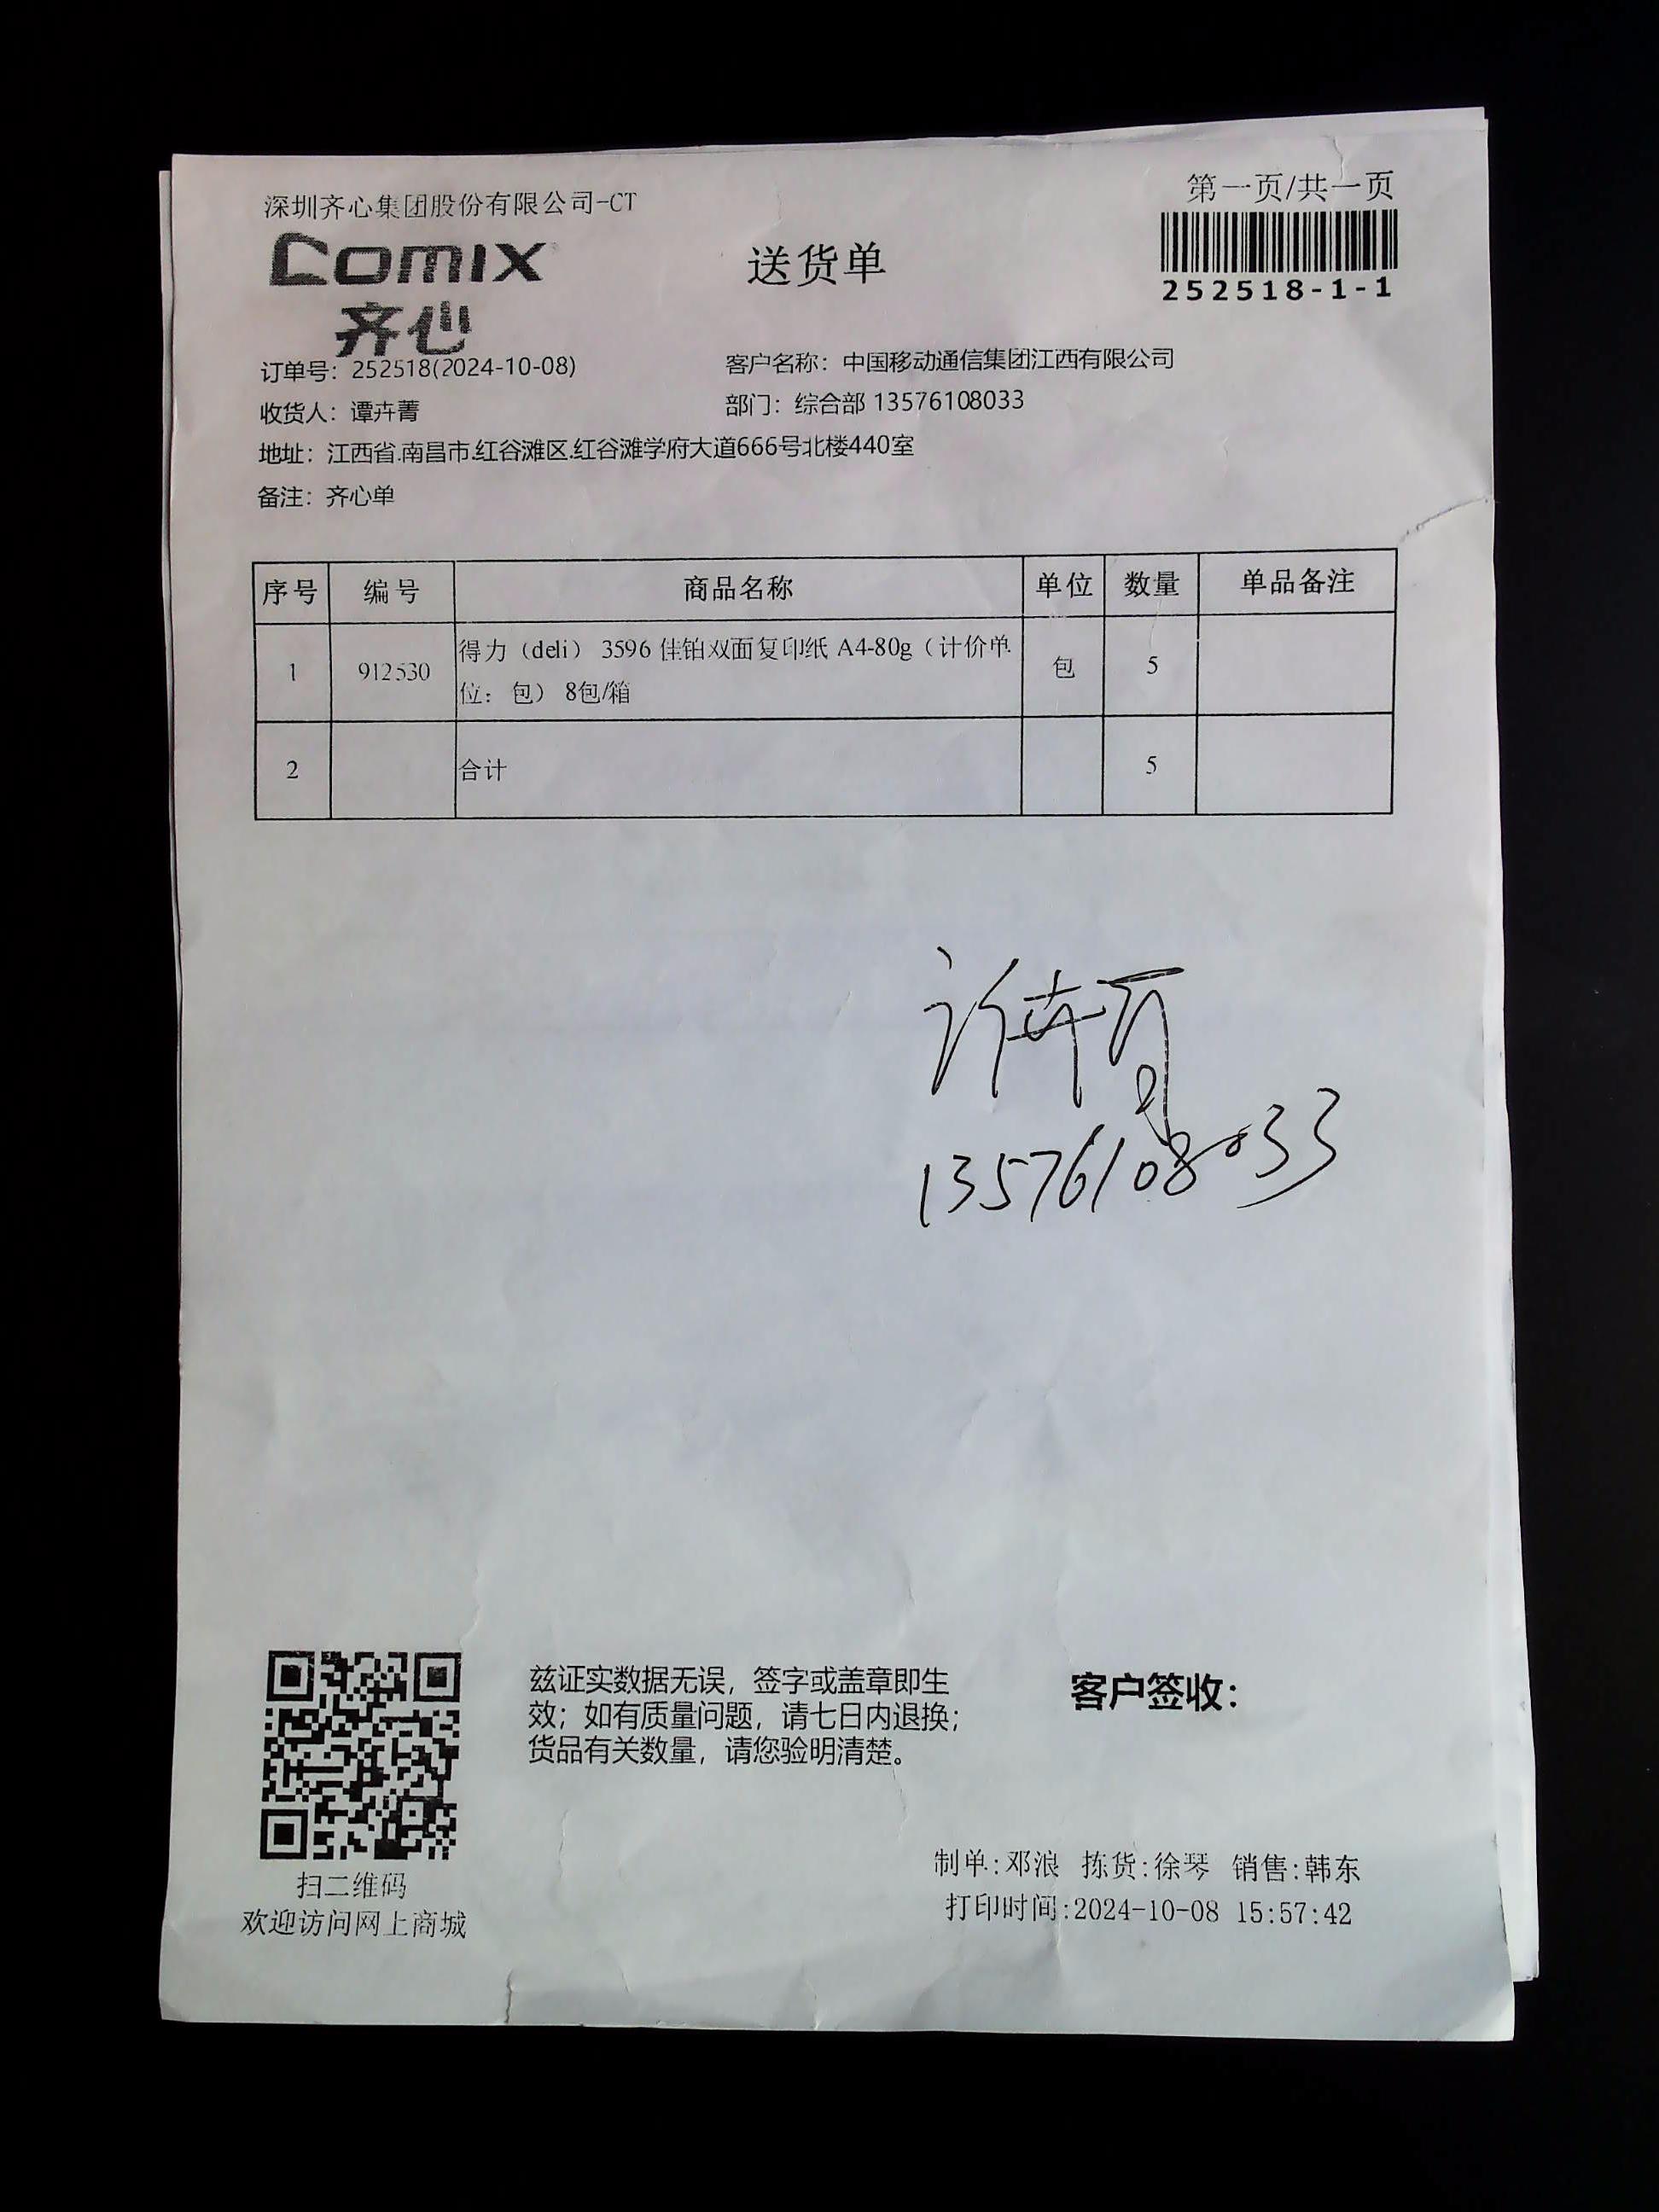 深圳齐心集团股份有限公司-CT
第一页/共一页
comix
齐心
送货单
252518-1-1
订单号：252518(2024-10-08)
客户名称：中国移动通信集团江西有限公司
收货人：谭卉菁
部门：综合部 13576108033
地址：江西省.南昌市.红谷滩区.红谷滩学府大道666号北楼440室
备注：齐心单
序号 编号 商品名称 单位 数量 单品备注
1 912530 得力（deli） 3596 佳铂双面复印纸 A4-80g（计价单 包 5
位：包） 8包/箱
2 合计 5
13576108033
兹证实数据无误，签字或盖章即生
效；如有质量问题，请七日内退换；
货品有关数量，请您验明清楚。
客户签收：
扫二维码
欢迎访问网上商城
制单:邓浪 拣货:徐琴 销售:韩东
打印时间:2024-10-08 15:57:42